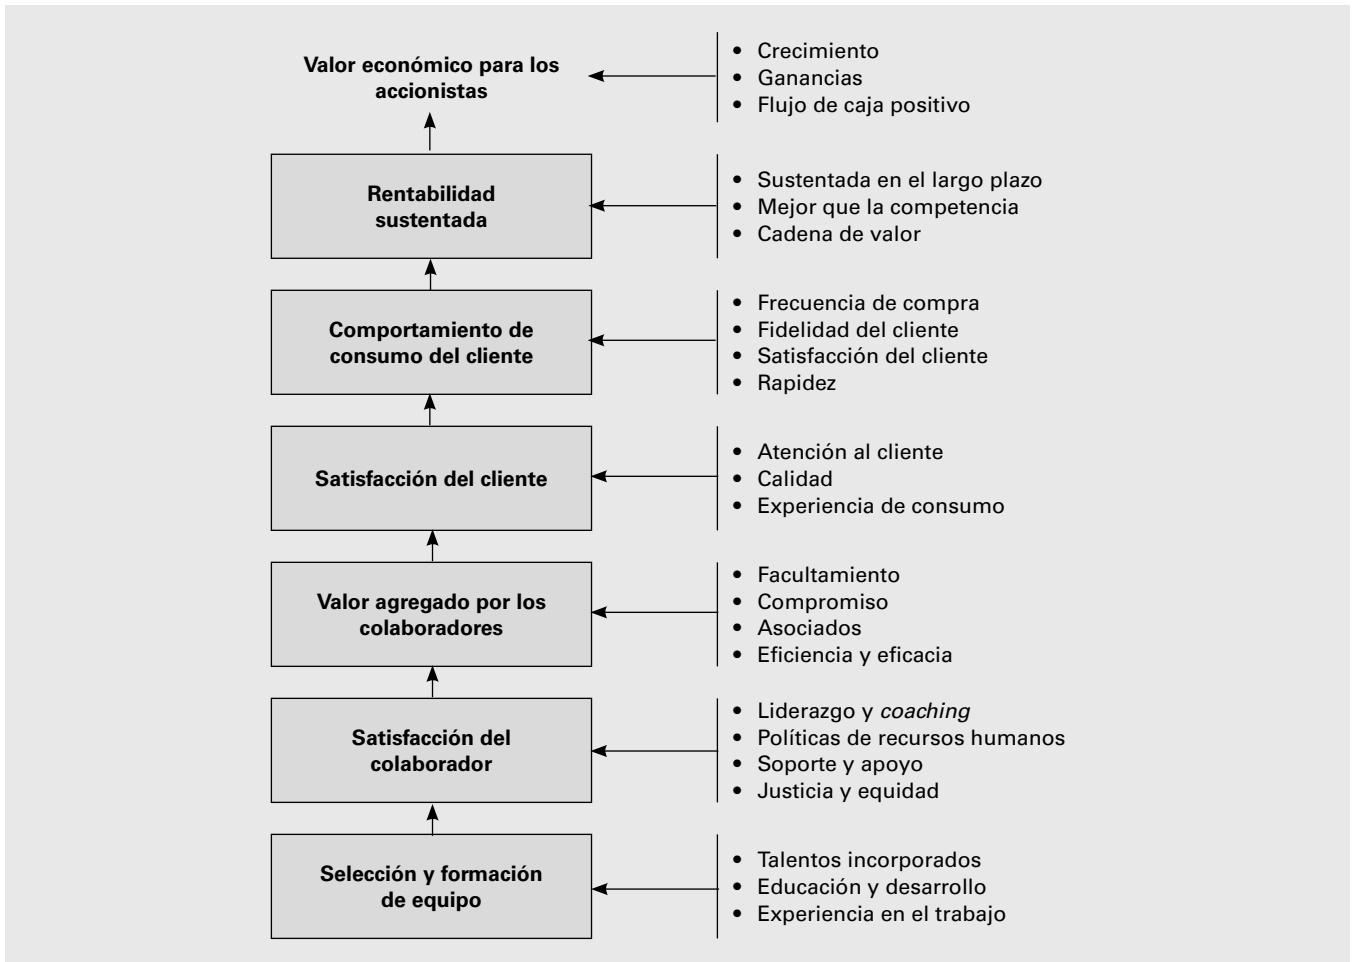 Valor económico para los
accionistas
• Crecimiento
• Ganancias
• Flujo de caja positivo
Rentabilidad
sustentada
• Sustentada en el largo plazo
• Mejor que la competencia
• Cadena de valor
Comportamiento de
consumo del cliente
• Frecuencia de compra
• Fidelidad del cliente
• Satisfacción del cliente
• Rapidez
Satisfacción del cliente
• Atención al cliente
• Calidad
• Experiencia de consumo
Valor agregado por los
colaboradores
• Facultamiento
• Compromiso
• Asociados
• Eficiencia y eficacia
Satisfacción del
colaborador
• Liderazgo y coaching
• Políticas de recursos humanos
• Soporte y apoyo
• Justicia y equidad
Selección y formación
de equipo
• Talentos incorporados
• Educación y desarrollo
• Experiencia en el trabajo